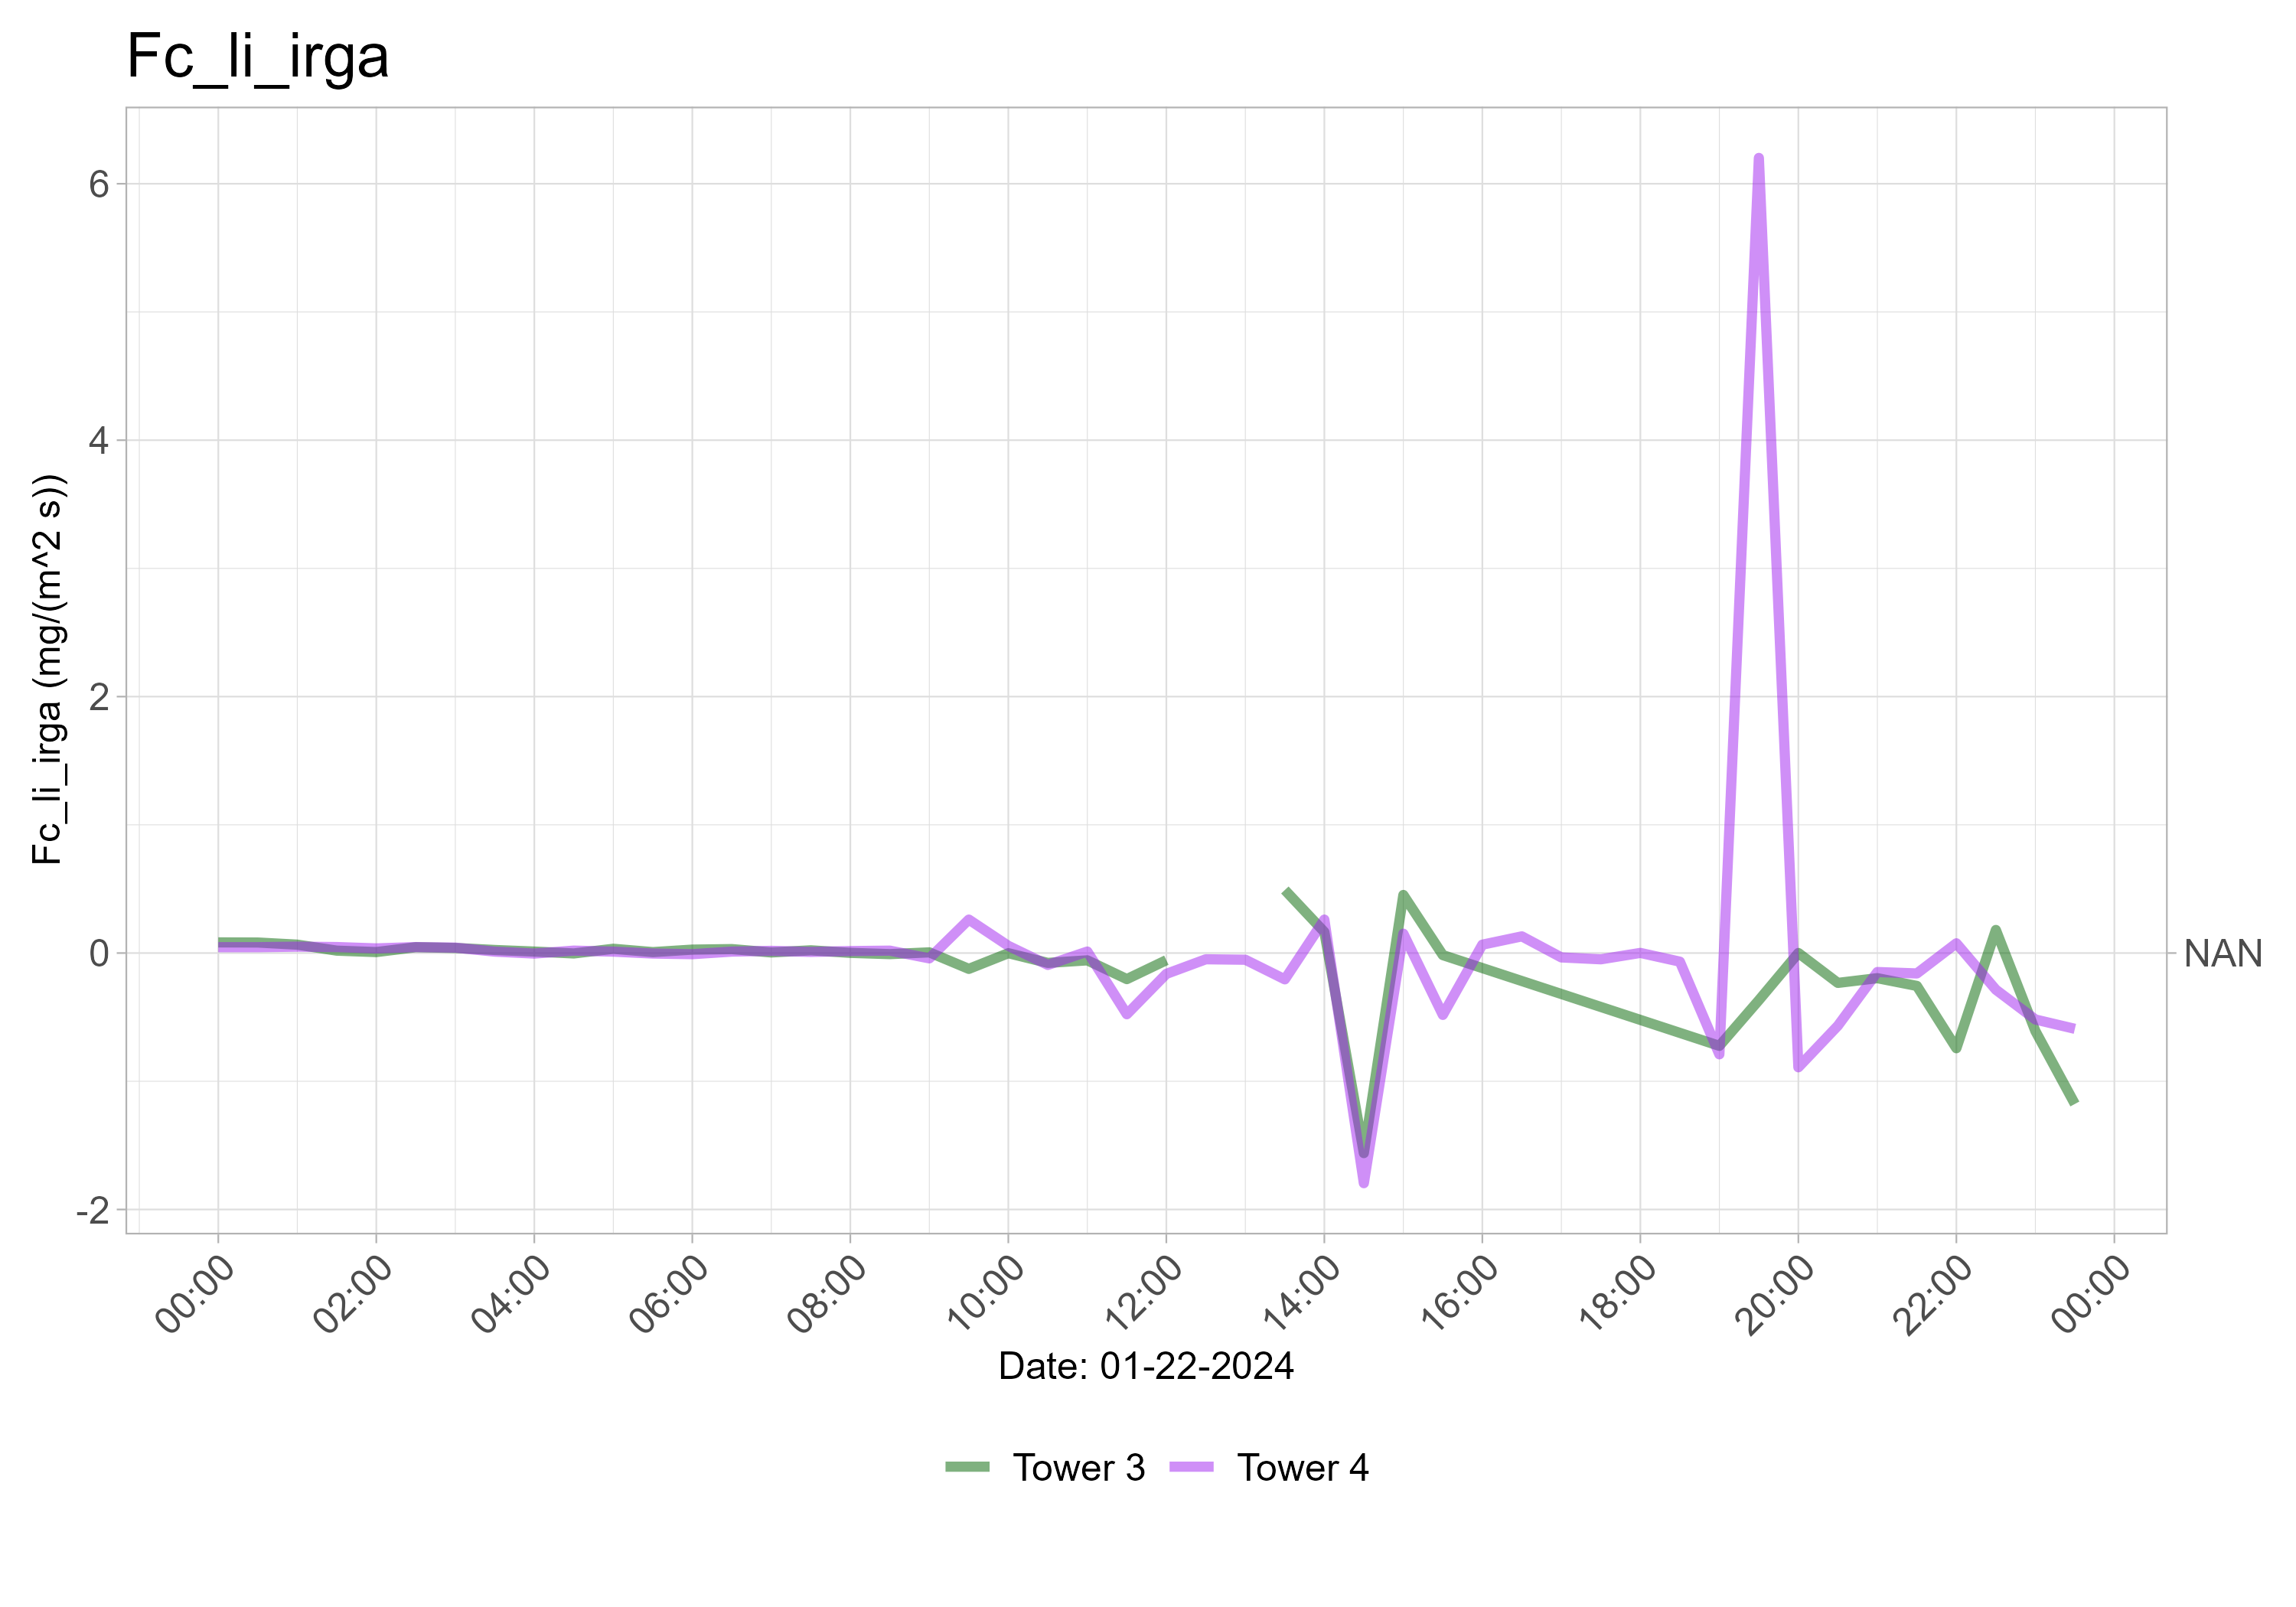 Fc_li_irga
Fc_li_irga (mg/(m^2 s))
6
4
2
0
-2
NAN
00:00 02:00 04:00 06:00 08:00 10:00 12:00 14:00 16:00 18:00 20:00 22:00 00:00
Date: 01-22-2024
Tower 3 Tower 4